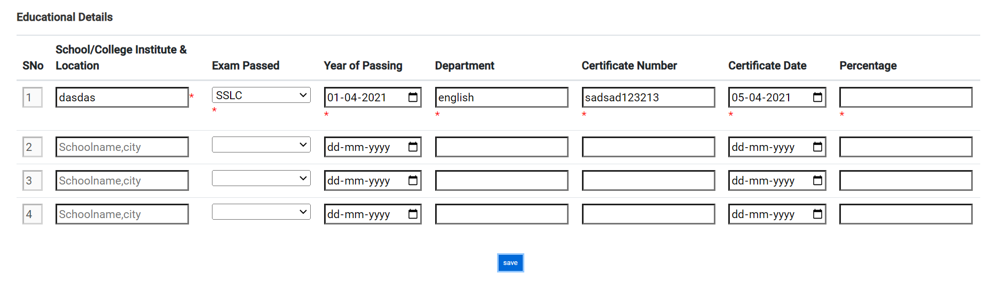 Educational Details
SNo School/College Institute & Location Exam Passed Year of Passing Department Certificate Number Certificate Date Percentage
1 dasdas * SSLC * 01-04-2021 * english * sadsad123213 * 05-04-2021 * *
2 Schoolname,city dd-mm-yyyy dd-mm-yyyy
3 Schoolname,city dd-mm-yyyy dd-mm-yyyy
4 Schoolname,city dd-mm-yyyy dd-mm-yyyy
save